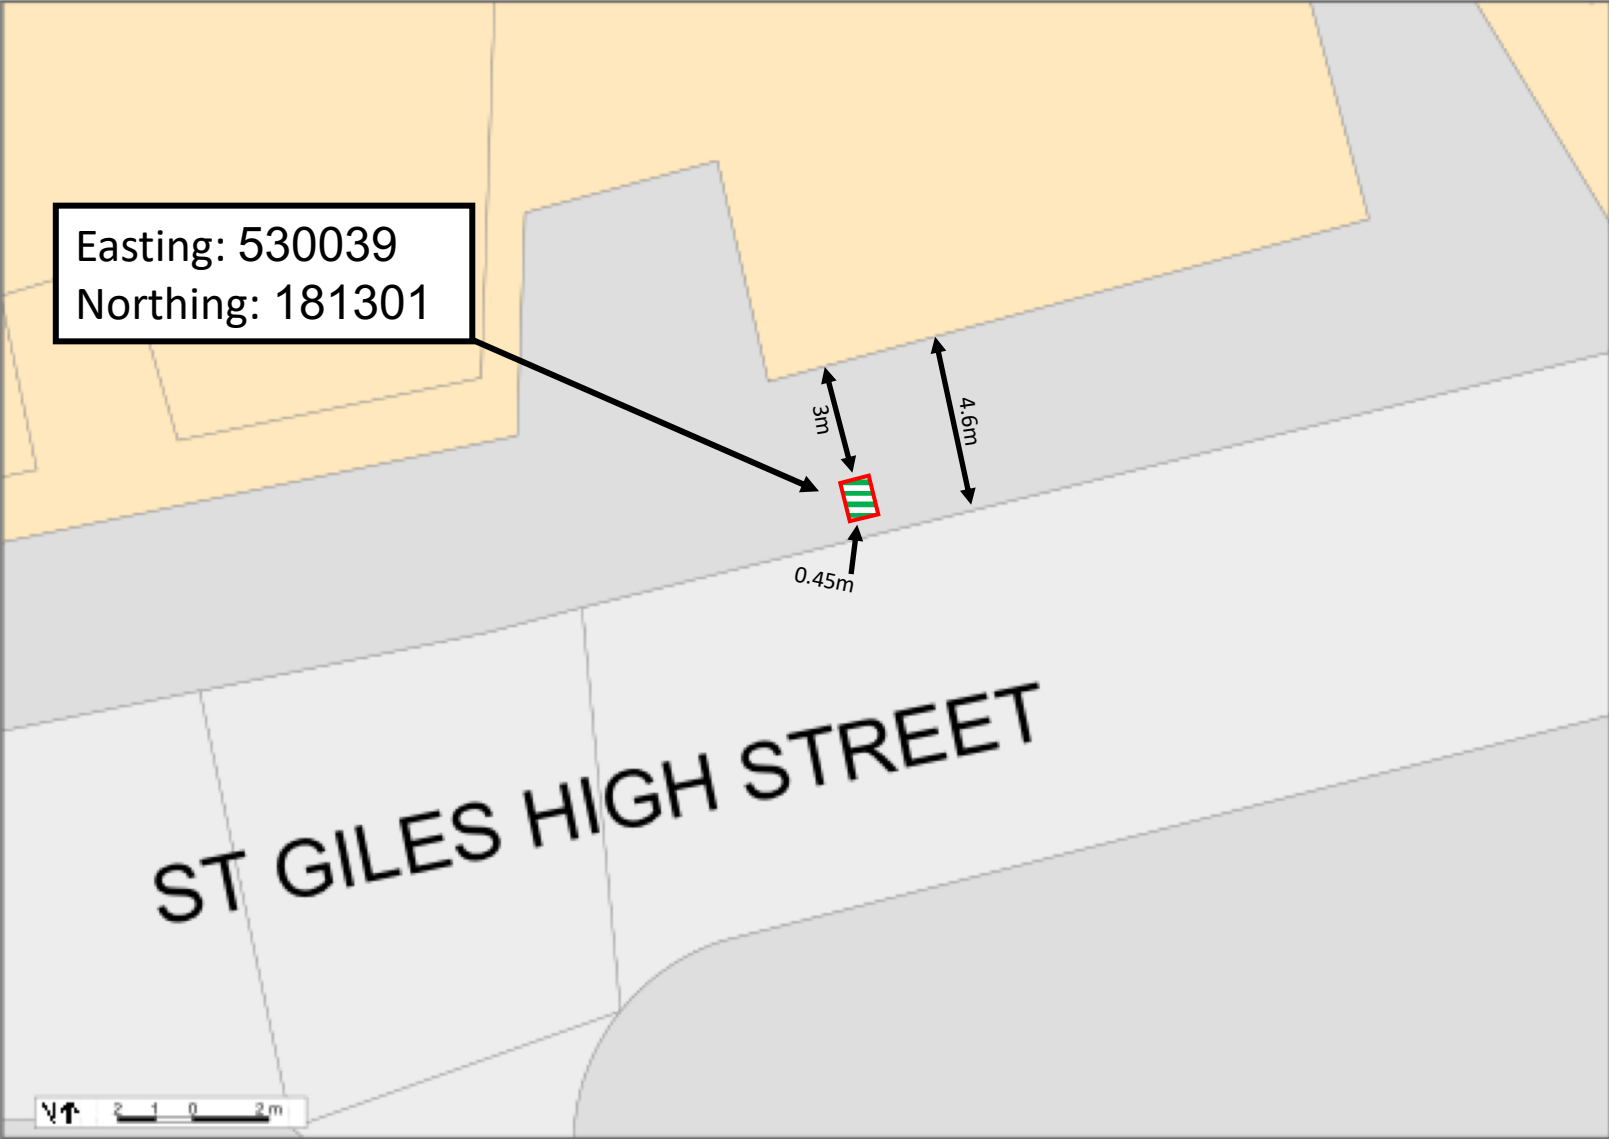 Easting: 530039
Northing: 181301
3m
4.6m
0.45m
ST GILES HIGH STREET
N 2 1 0 2m